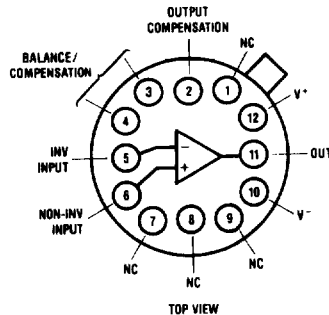 OUTPUT
COMPENSATION
NC
BALANCE/
COMPENSATION
V+
3
2
1
4
12
INV
INPUT
5
−
+
11
OUT
6
10
NON-INV
INPUT
7
8
9
V−
NC
NC
NC
TOP VIEW